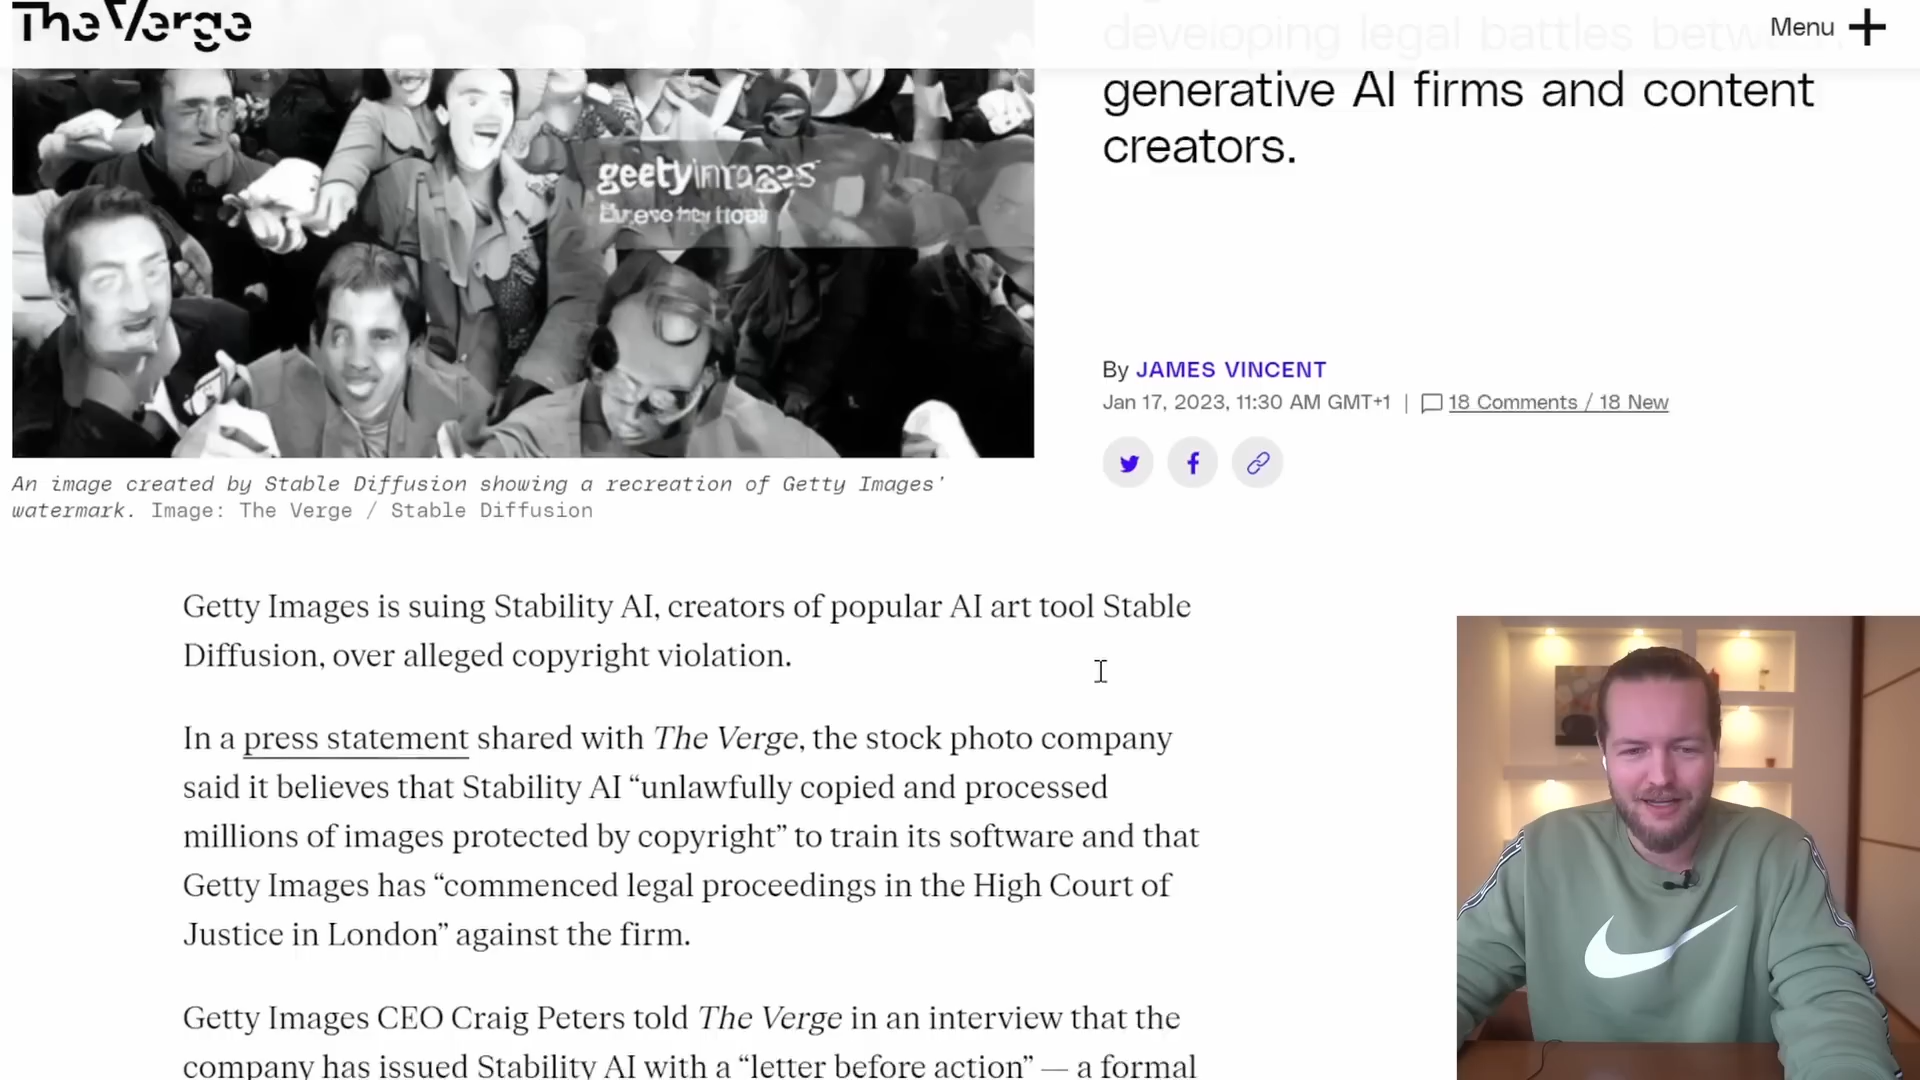 The Verge
Menu
developing legal battles between
generative AI firms and content
creators.
geetyimages
By JAMES VINCENT
Jan 17, 2023, 11:30 AM GMT+1 | 18 Comments / 18 New
An image created by Stable Diffusion showing a recreation of Getty Images'
watermark. Image: The Verge / Stable Diffusion
Getty Images is suing Stability AI, creators of popular AI art tool Stable
Diffusion, over alleged copyright violation.
In a press statement shared with The Verge, the stock photo company
said it believes that Stability AI “unlawfully copied and processed
millions of images protected by copyright” to train its software and that
Getty Images has “commenced legal proceedings in the High Court of
Justice in London” against the firm.
Getty Images CEO Craig Peters told The Verge in an interview that the
company has issued Stability AI with a “letter before action” — a formal